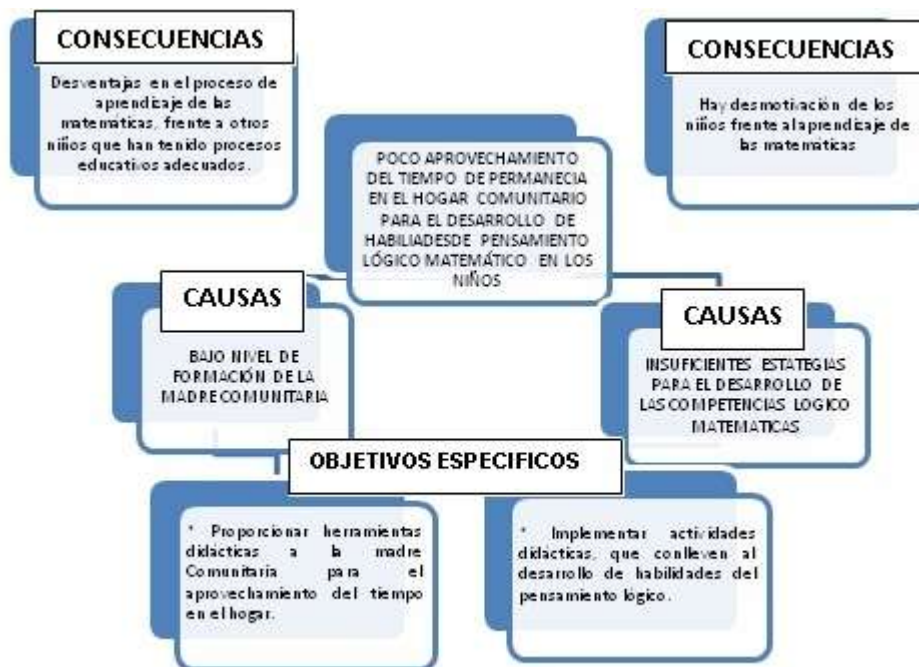 CONSECUENCIAS
Desventajas en el proceso de
aprendizaje de las
matemáticas, frente a otros
niños que han tenido procesos
educativos adecuados.
CONSECUENCIAS
Hay desmotivación de los
niños frente al aprendizaje de
las matemáticas
POCO APROVECHAMIENTO
DEL TIEMPO DE PERMANECIA
EN EL HOGAR COMUNITARIO
PARA EL DESARROLLO DE
HABILIADESDE PENSAMIENTO
LÓGICO MATEMÁTICO EN LOS
NIÑOS
CAUSAS
BAJO NIVEL DE
FORMACIÓN DE LA
MADRE COMUNITARIA
CAUSAS
INSUFICIENTES ESTATEGIAS
PARA EL DESARROLLO DE
LAS COMPETENCIAS LOGICO
MATEMATICAS
OBJETIVOS ESPECIFICOS
* Proporcionar herramientas
didácticas a la madre
Comunitaria para el
aprovechamiento del tiempo
en el hogar.
* Implementar actividades
didácticas, que conlleven al
desarrollo de habilidades del
pensamiento lógico.